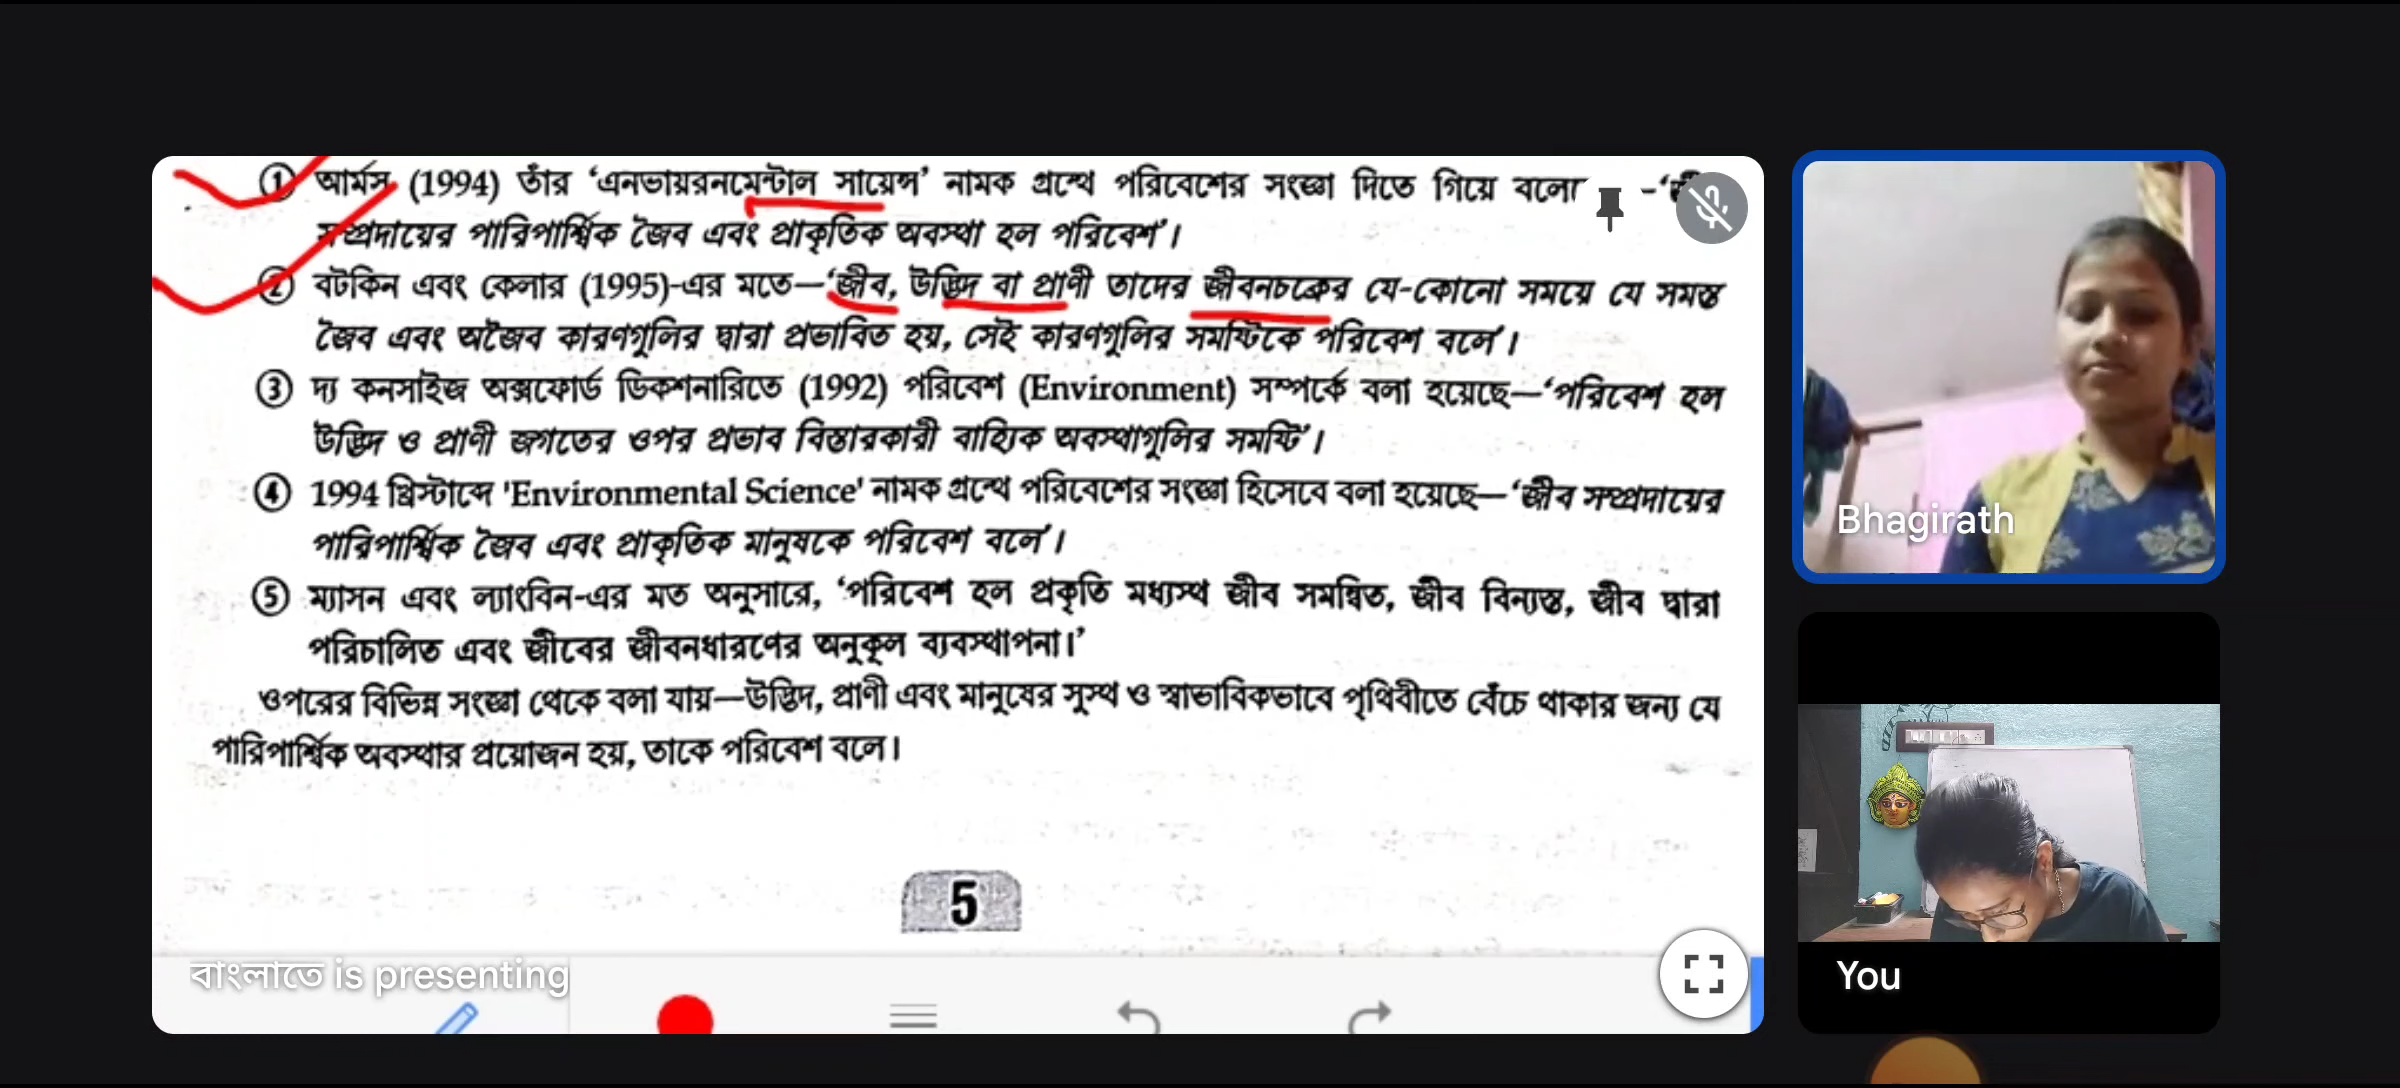 ① আর্মস (1994) তাঁর ‘এনভায়রনমেন্টাল সায়েন্স’ নামক গ্রন্থে পরিবেশের সংজ্ঞা দিতে গিয়ে –‘
সম্প্রদায়ের পারিপার্শ্বিক জৈব এবং প্রাকৃতিক অবস্থা হল পরিবেশ’।
② বটকিন এবং কেলার (1995)-এর মতে—‘জীব, উদ্ভিদ বা প্রাণী তাদের জীবনচক্রের যে-কোনো সময়ে যে সমস্ত
জৈব এবং অজৈব কারণগুলির দ্বারা প্রভাবিত হয়, সেই কারণগুলির সমষ্টিকে পরিবেশ বলে’।
③ দ্য কনসাইজ অক্সফোর্ড ডিকশনারিতে (1992) পরিবেশ (Environment) সম্পর্কে বলা হয়েছে—‘পরিবেশ হল
উদ্ভিদ ও প্রাণী জগতের ওপর প্রভাব বিস্তারকারী বাহ্যিক অবস্থাগুলির সমষ্টি’।
④ 1994 খ্রিস্টাব্দে 'Environmental Science' নামক গ্রন্থে পরিবেশের সংজ্ঞা হিসেবে বলা হয়েছে—‘জীব সম্প্রদায়ের
পারিপার্শ্বিক জৈব এবং প্রাকৃতিক মানুষকে পরিবেশ বলে’।
⑤ ম্যাসন এবং ল্যাংবিন-এর মত অনুসারে, ‘পরিবেশ হল প্রকৃতি মধ্যস্থ জীব সমন্বিত, জীব বিন্যস্ত, জীব দ্বারা
পরিচালিত এবং জীবের জীবনধারণের অনুকূল ব্যবস্থাপনা।’
ওপরের বিভিন্ন সংজ্ঞা থেকে বলা যায়—উদ্ভিদ, প্রাণী এবং মানুষের সুস্থ ও স্বাভাবিকভাবে পৃথিবীতে বেঁচে থাকার জন্য যে
পারিপার্শ্বিক অবস্থার প্রয়োজন হয়, তাকে পরিবেশ বলে।
5
বাংলাতে is presenting
Bhagirath
You